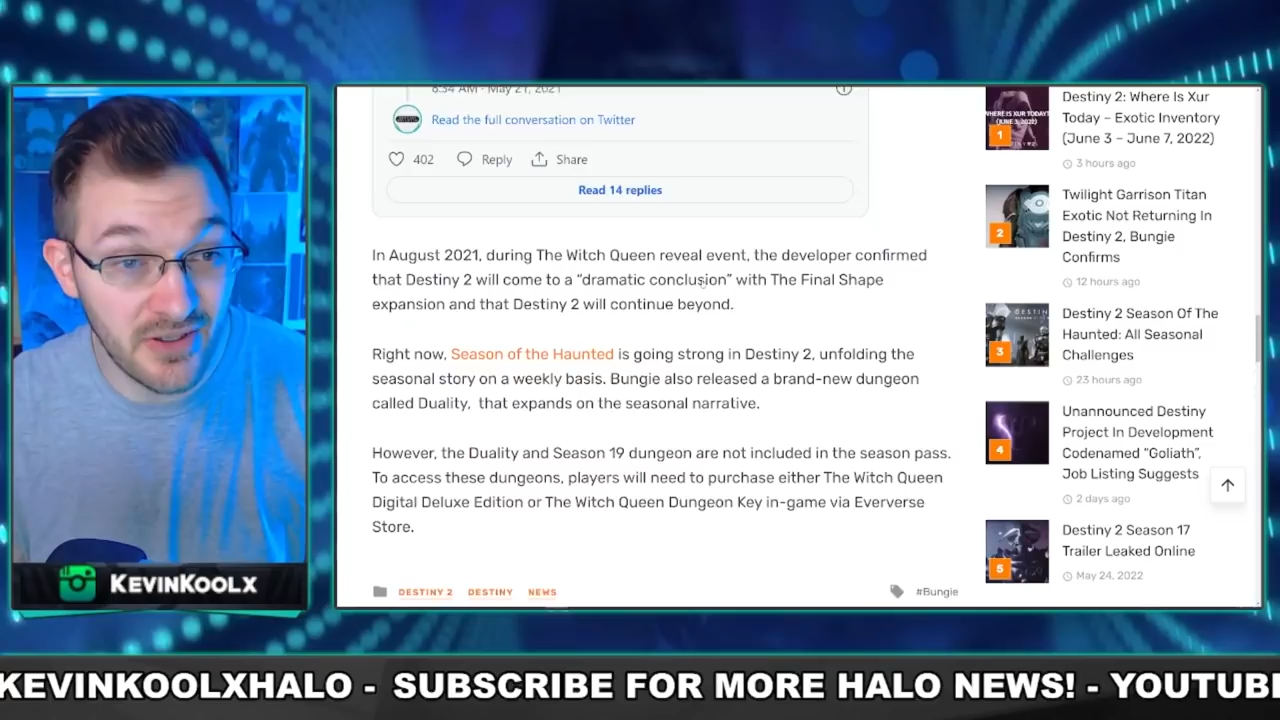 8:34 AM · May 21, 2021
Read the full conversation on Twitter
402 Reply Share
Read 14 replies
In August 2021, during The Witch Queen reveal event, the developer confirmed
that Destiny 2 will come to a “dramatic conclusion” with The Final Shape
expansion and that Destiny 2 will continue beyond.
Right now, Season of the Haunted is going strong in Destiny 2, unfolding the
seasonal story on a weekly basis. Bungie also released a brand-new dungeon
called Duality, that expands on the seasonal narrative.
However, the Duality and Season 19 dungeon are not included in the season pass.
To access these dungeons, players will need to purchase either The Witch Queen
Digital Deluxe Edition or The Witch Queen Dungeon Key in-game via Eververse
Store.
DESTINY 2 DESTINY NEWS
#Bungie
WHERE IS XUR TODAY?
(JUNE 3, 2022)
1
Destiny 2: Where Is Xur
Today – Exotic Inventory
(June 3 – June 7, 2022)
3 hours ago
2
Twilight Garrison Titan
Exotic Not Returning In
Destiny 2, Bungie
Confirms
12 hours ago
3
Destiny 2 Season Of The
Haunted: All Seasonal
Challenges
23 hours ago
4
Unannounced Destiny
Project In Development
Codenamed “Goliath”,
Job Listing Suggests
2 days ago
5
Destiny 2 Season 17
Trailer Leaked Online
May 24, 2022
KEVINKOOLX
KEVINKOOLXHALO - SUBSCRIBE FOR MORE HALO NEWS! - YOUTUB